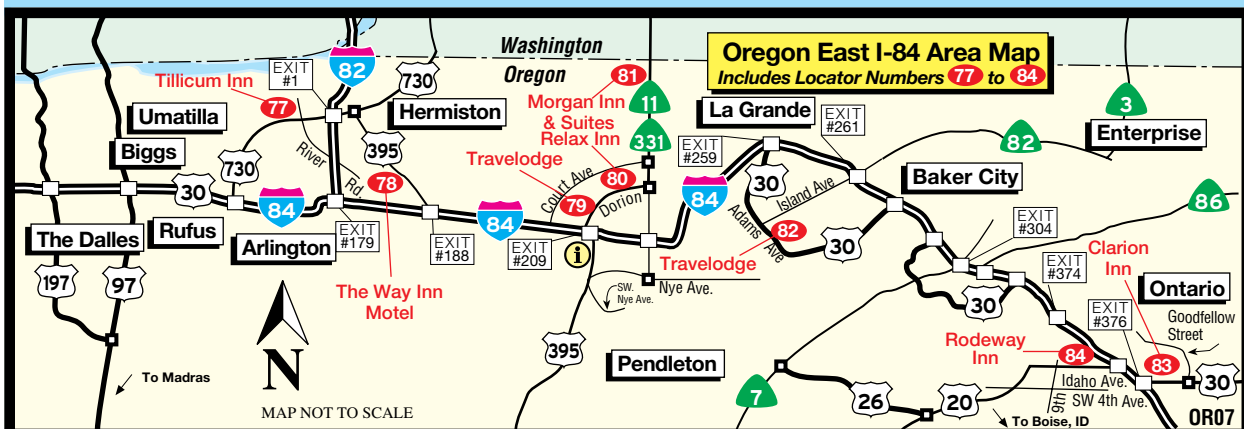 Washington
Oregon
Oregon East I-84 Area Map
Includes Locator Numbers 77 to 84
EXIT
#1
82
730
Tillicum Inn
77
Umatilla
Hermiston
Biggs
730
River
Rd.
395
78
81
Morgan Inn
& Suites
Relax Inn
11
331
Travelodge
Court Ave
80
79
Dorion
La Grande
EXIT
#259
EXIT
#261
3
82
Enterprise
30
84
Island Ave
Adams Ave
82
Travelodge
30
Baker City
86
30
The Dalles
Rufus
84
Arlington
EXIT
#179
84
EXIT
#188
EXIT
#209
i
197
97
The Way Inn
Motel
SW.
Nye Ave.
Nye Ave.
395
N
MAP NOT TO SCALE
To Madras
Pendleton
EXIT
#304
EXIT
#374
Clarion
Inn
30
EXIT
#376
Ontario
Goodfellow
Street
Rodeway
Inn
84
83
7
26
20
9th
Idaho Ave.
SW 4th Ave.
30
To Boise, ID
OR07